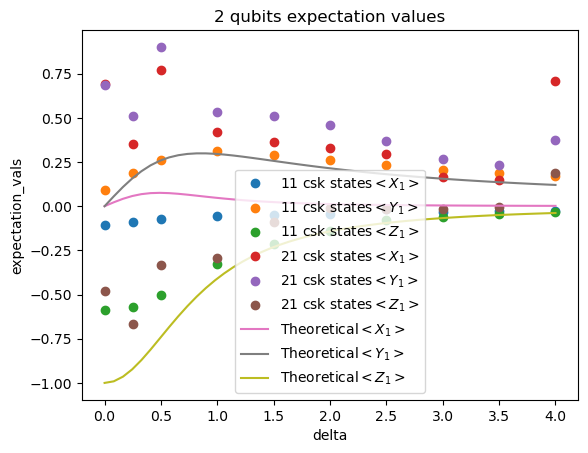 2 qubits expectation values
expectation_vals
0.75
0.50
0.25
0.00
−0.25
−0.50
−0.75
−1.00
11 csk states < X₁ >
11 csk states < Y₁ >
11 csk states < Z₁ >
21 csk states < X₁ >
21 csk states < Y₁ >
21 csk states < Z₁ >
Theoretical < X₁ >
Theoretical < Y₁ >
Theoretical < Z₁ >
0.0 0.5 1.0 1.5 2.0 2.5 3.0 3.5 4.0
delta